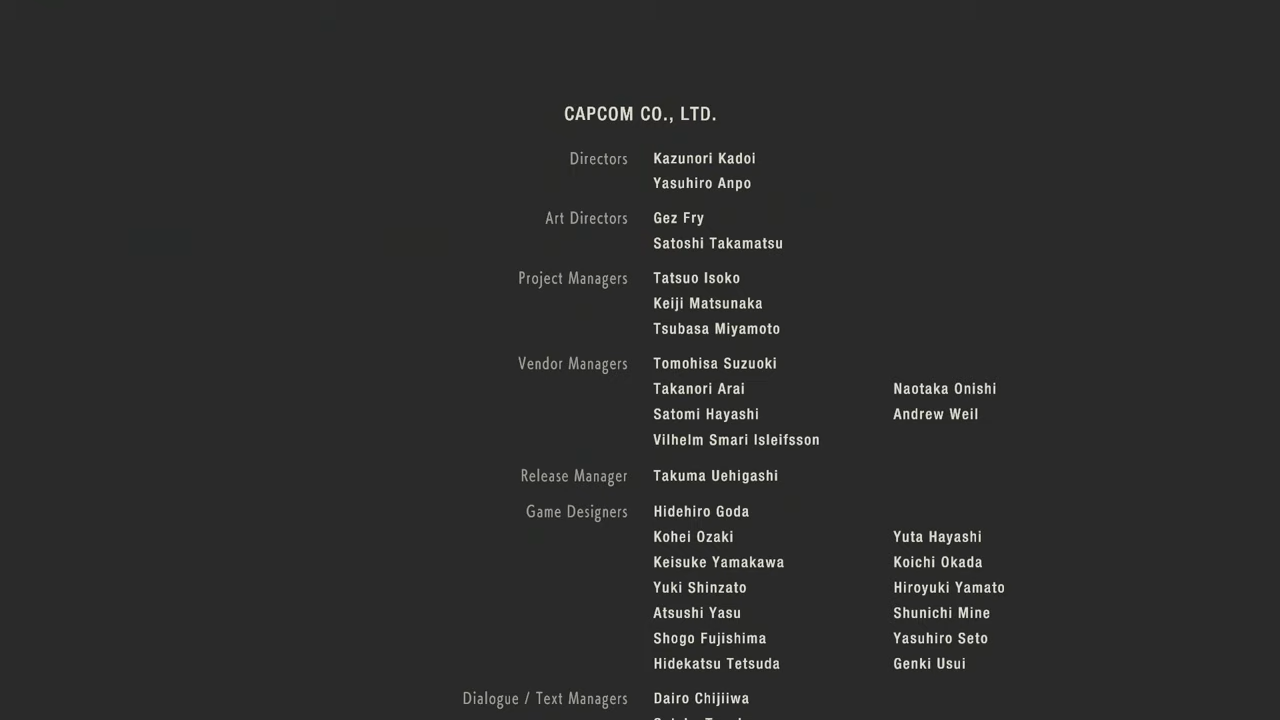 CAPCOM CO., LTD.
Directors Kazunori Kadoi
Yasuhiro Anpo
Art Directors Gez Fry
Satoshi Takamatsu
Project Managers Tatsuo Isoko
Keiji Matsunaka
Tsubasa Miyamoto
Vendor Managers Tomohisa Suzuoki
Takanori Arai Naotaka Onishi
Satomi Hayashi Andrew Weil
Vilhelm Smari Isleifsson
Release Manager Takuma Uehigashi
Game Designers Hidehiro Goda
Kohei Ozaki Yuta Hayashi
Keisuke Yamakawa Koichi Okada
Yuki Shinzato Hiroyuki Yamato
Atsushi Yasu Shunichi Mine
Shogo Fujishima Yasuhiro Seto
Hidekatsu Tetsuda Genki Usui
Dialogue / Text Managers Dairo Chijiiwa